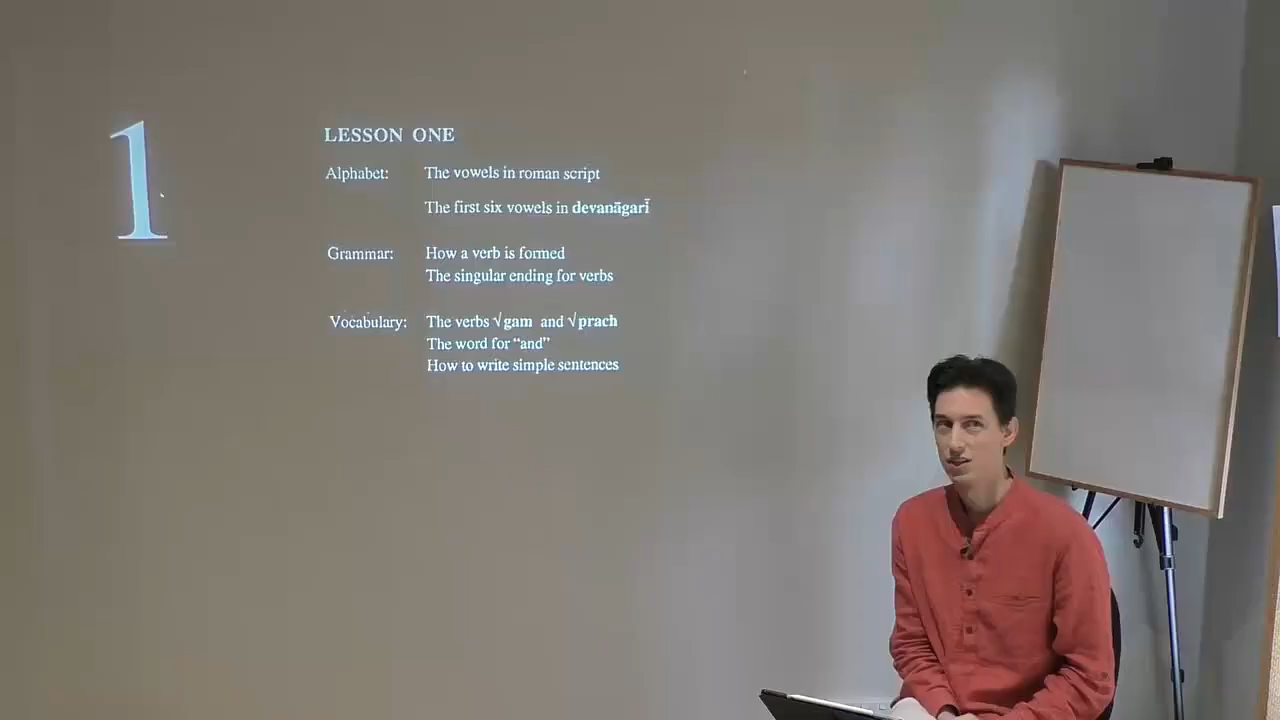 1
LESSON ONE
Alphabet: The vowels in roman script
The first six vowels in devanāgarī
Grammar: How a verb is formed
The singular ending for verbs
Vocabulary: The verbs √gam and √prach
The word for “and”
How to write simple sentences